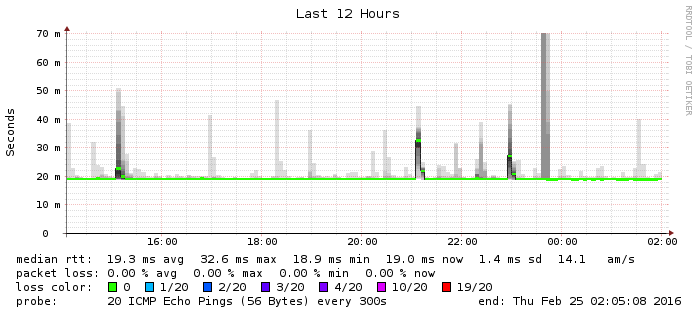 Last 12 Hours
RRDTOOL / TOBI OETIKER
Seconds
70 m
60 m
50 m
40 m
30 m
20 m
10 m
0
16:00 18:00 20:00 22:00 00:00 02:00
median rtt: 19.3 ms avg 32.6 ms max 18.9 ms min 19.0 ms now 1.4 ms sd 14.1 am/s
packet loss: 0.00 % avg 0.00 % max 0.00 % min 0.00 % now
loss color: 0 1/20 2/20 3/20 4/20 10/20 19/20
probe: 20 ICMP Echo Pings (56 Bytes) every 300s end: Thu Feb 25 02:05:08 2016